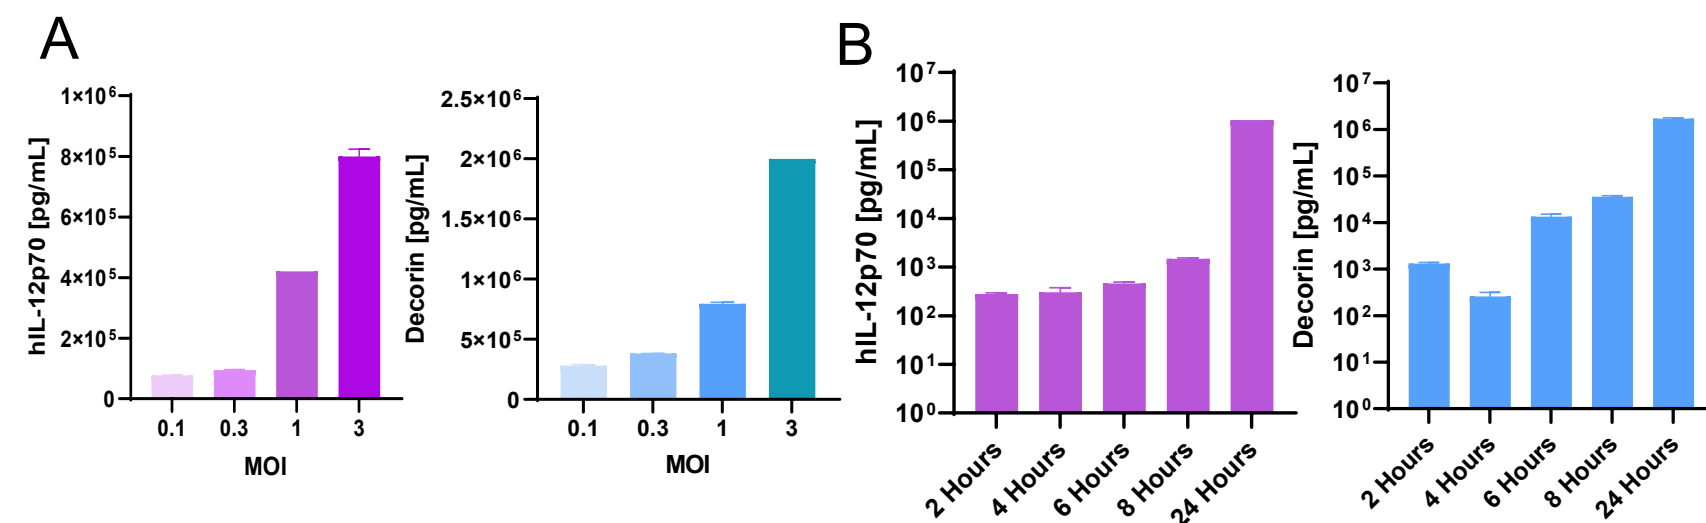 A
hIL-12p70 [pg/mL]
1×10⁶
8×10⁵
6×10⁵
4×10⁵
2×10⁵
0
0.1 0.3 1 3
MOI
Decorin [pg/mL]
2.5×10⁶
2×10⁶
1.5×10⁶
1×10⁶
5×10⁵
0
0.1 0.3 1 3
MOI
B
hIL-12p70 [pg/mL]
10⁷
10⁶
10⁵
10⁴
10³
10²
10¹
10⁰
2 Hours
4 Hours
6 Hours
8 Hours
24 Hours
Decorin [pg/mL]
10⁷
10⁶
10⁵
10⁴
10³
10²
10¹
10⁰
2 Hours
4 Hours
6 Hours
8 Hours
24 Hours